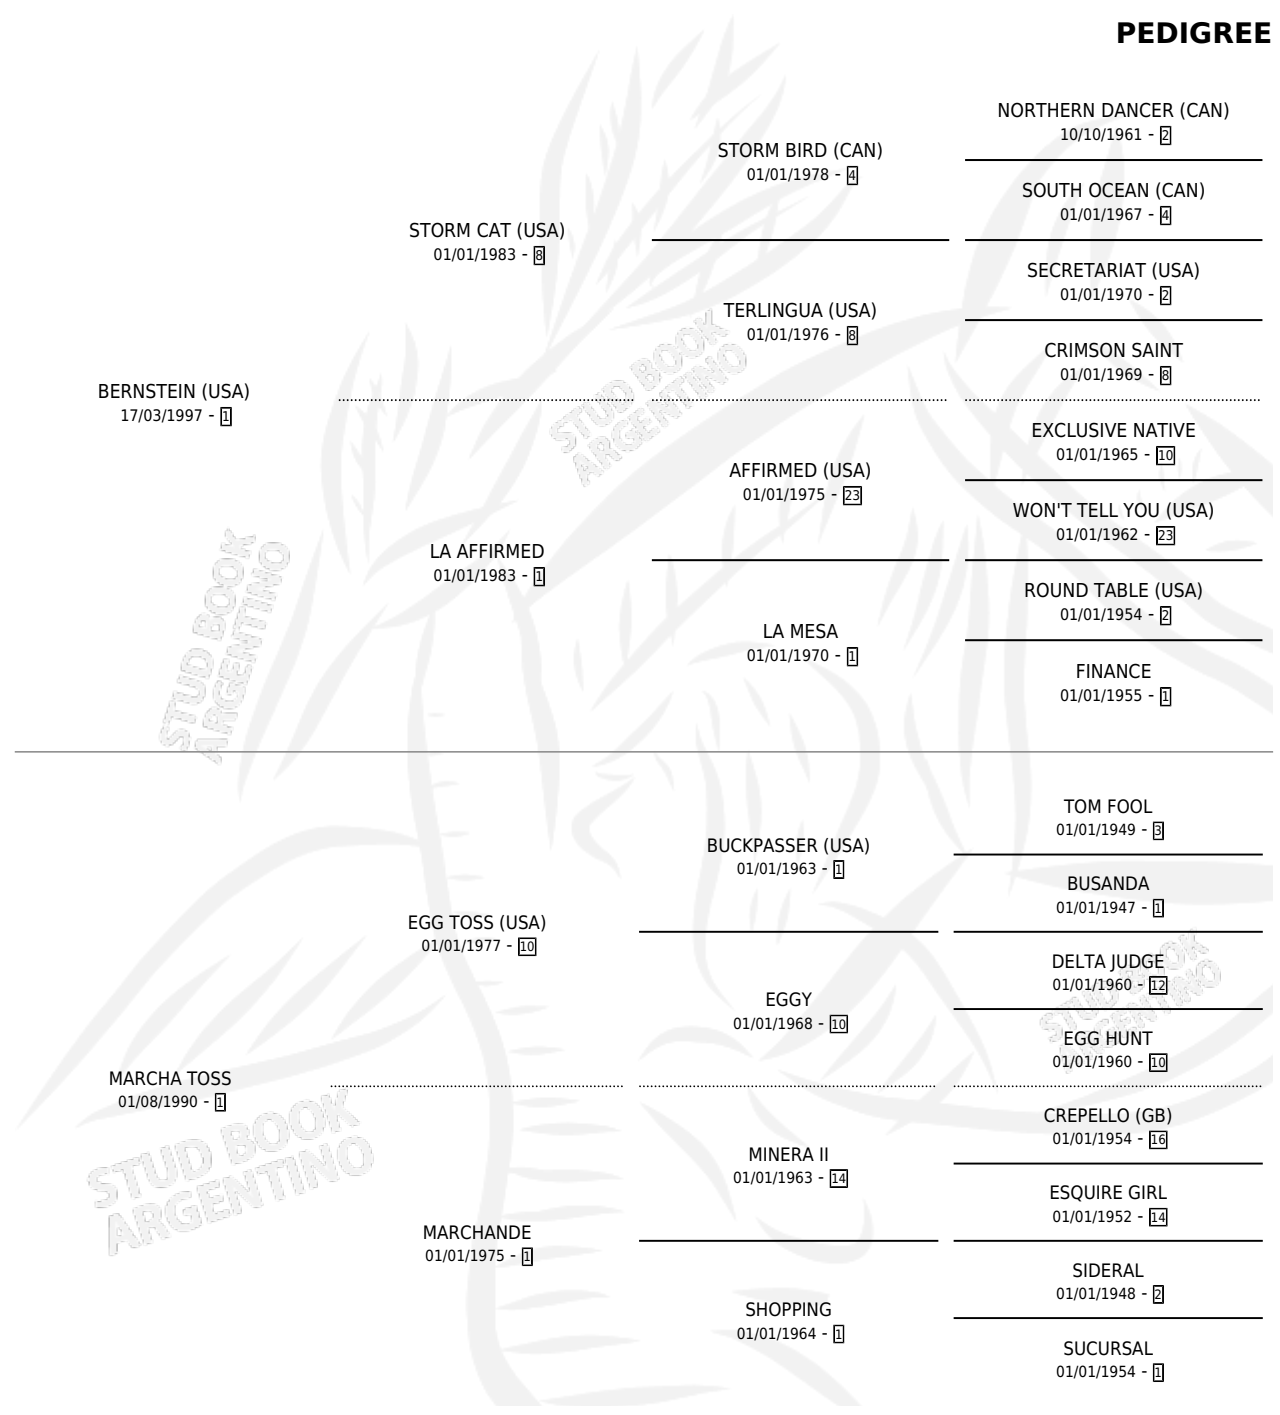 PEDIGREE
NORTHERN DANCER (CAN)
10/10/1961 - 2
STORM BIRD (CAN)
01/01/1978 - 4
SOUTH OCEAN (CAN)
01/01/1967 - 4
STORM CAT (USA)
01/01/1983 - 8
SECRETARIAT (USA)
01/01/1970 - 2
TERLINGUA (USA)
01/01/1976 - 8
CRIMSON SAINT
01/01/1969 - 8
BERNSTEIN (USA)
17/03/1997 - 1
EXCLUSIVE NATIVE
01/01/1965 - 10
AFFIRMED (USA)
01/01/1975 - 23
WON'T TELL YOU (USA)
01/01/1962 - 23
LA AFFIRMED
01/01/1983 - 1
ROUND TABLE (USA)
01/01/1954 - 2
LA MESA
01/01/1970 - 1
FINANCE
01/01/1955 - 1
TOM FOOL
01/01/1949 - 3
BUCKPASSER (USA)
01/01/1963 - 1
BUSANDA
01/01/1947 - 1
EGG TOSS (USA)
01/01/1977 - 10
DELTA JUDGE
01/01/1960 - 12
EGGY
01/01/1968 - 10
EGG HUNT
01/01/1960 - 10
MARCHA TOSS
01/08/1990 - 1
CREPELLO (GB)
01/01/1954 - 16
MINERA II
01/01/1963 - 14
ESQUIRE GIRL
01/01/1952 - 14
MARCHANDE
01/01/1975 - 1
SIDERAL
01/01/1948 - 2
SHOPPING
01/01/1964 - 1
SUCURSAL
01/01/1954 - 1
STUD BOOK
ARGENTINO
STUD BOOK
ARGENTINO
STUD BOOK
ARGENTINO
STUD BOOK
ARGENTINO